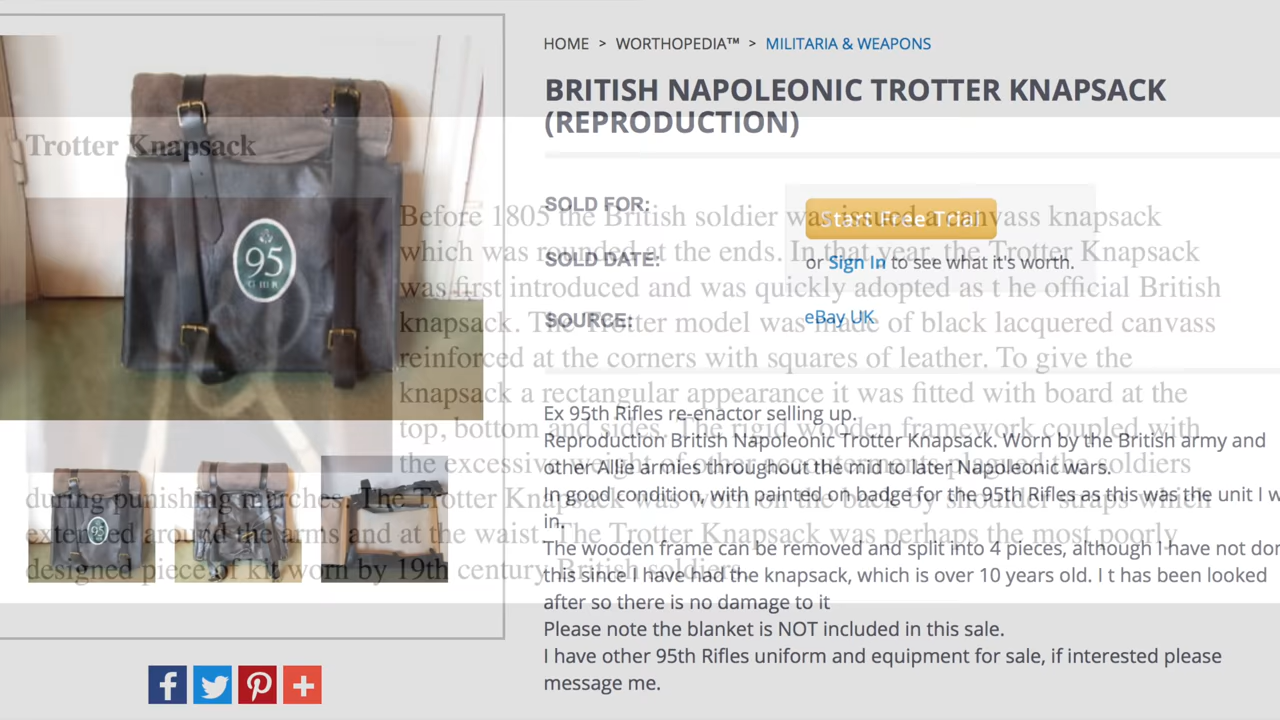 HOME > WORTHOPEDIA™ > MILITARIA & WEAPONS
BRITISH NAPOLEONIC TROTTER KNAPSACK
(REPRODUCTION)
SOLD FOR:
Start Free Trial
or Sign In to see what it's worth.
SOLD DATE:
SOURCE:
eBay UK
Ex 95th Rifles re-enactor selling up.
Reproduction British Napoleonic Trotter Knapsack. Worn by the British army and
other Allie armies throughout the mid to later Napoleonic wars.
In good condition, with painted on badge for the 95th Rifles as this was the unit I w
in.
The wooden frame can be removed and split into 4 pieces, although I have not don
this since I have had the knapsack, which is over 10 years old. I t has been looked
after so there is no damage to it
Please note the blanket is NOT included in this sale.
I have other 95th Rifles uniform and equipment for sale, if interested please
message me.
Trotter Knapsack
Before 1805 the British soldier was issued a canvass knapsack
which was rounded at the ends. In that year, the Trotter Knapsack
was first introduced and was quickly adopted as t he official British
knapsack. The Trotter model was made of black lacquered canvass
reinforced at the corners with squares of leather. To give the
knapsack a rectangular appearance it was fitted with board at the
top, bottom and sides. The rigid wooden framework coupled with
the excessive weight of other accouterments plagued the soldiers
during punishing marches. The Trotter Knapsack was worn on the back by shoulder straps which
extended around the arms and at the waist. The Trotter Knapsack was perhaps the most poorly
designed piece of kit worn by 19th century British soldiers.
95
G III R
95